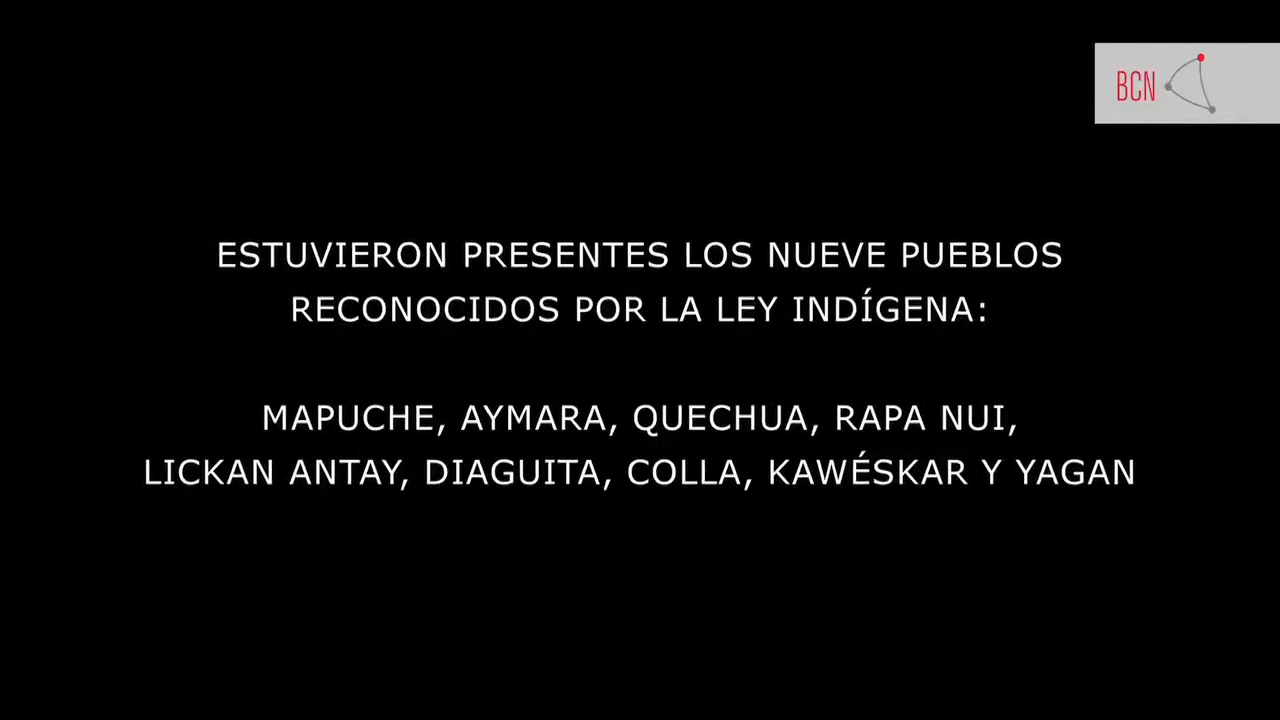 BCN
ESTUVIERON PRESENTES LOS NUEVE PUEBLOS
RECONOCIDOS POR LA LEY INDÍGENA:
MAPUCHE, AYMARA, QUECHUA, RAPA NUI,
LICKAN ANTAY, DIAGUITA, COLLA, KAWÉSKAR Y YAGAN